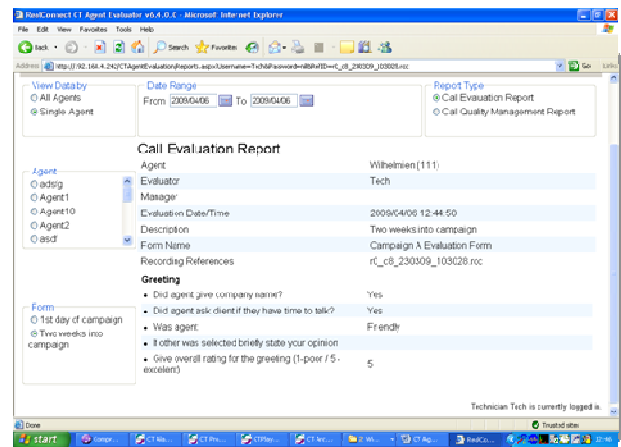 RedConnect CT Agent Evaluator v6.4.0.0 - Microsoft Internet Explorer
File Edit View Favorites Tools Help
Back Search Favorites
Address Go Links
View Data by
All Agents
Single Agent
Date Range
From 2009/04/06 To 2009/04/06
Report Type
Call Evaluation Report
Call Quality Management Report
Call Evaluation Report
Agent
adslg
Agent1
Agent10
Agent2
asdf
Form
1st day of campaign
Two weeks into
campaign
Agent Wilhelmien (111)
Evaluator Tech
Manager
Evaluation Date/Time 2009/04/06 12:44:50
Description Two weeks into campaign
Form Name Campaign A Evaluation Form
Recording References
Greeting
• Did agent give company name? Yes
• Did agent ask client if they have time to talk? Yes
• Was agent: Friendly
• If other was selected briefly state your opinion
• Give overall rating for the greeting (1-poor / 5 -
excellent) 5
Technician Tech is currently logged in.
Done Trusted sites
start